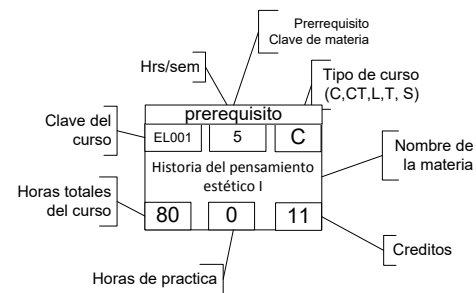 Prerrequisito
Clave de materia
Hrs/sem
Tipo de curso
(C,CT,L,T, S)
Clave del
curso
prerequisito
EL001 5 C
Nombre de
la materia
Historia del pensamiento
estético I
Horas totales
del curso
80 0 11
Creditos
Horas de practica